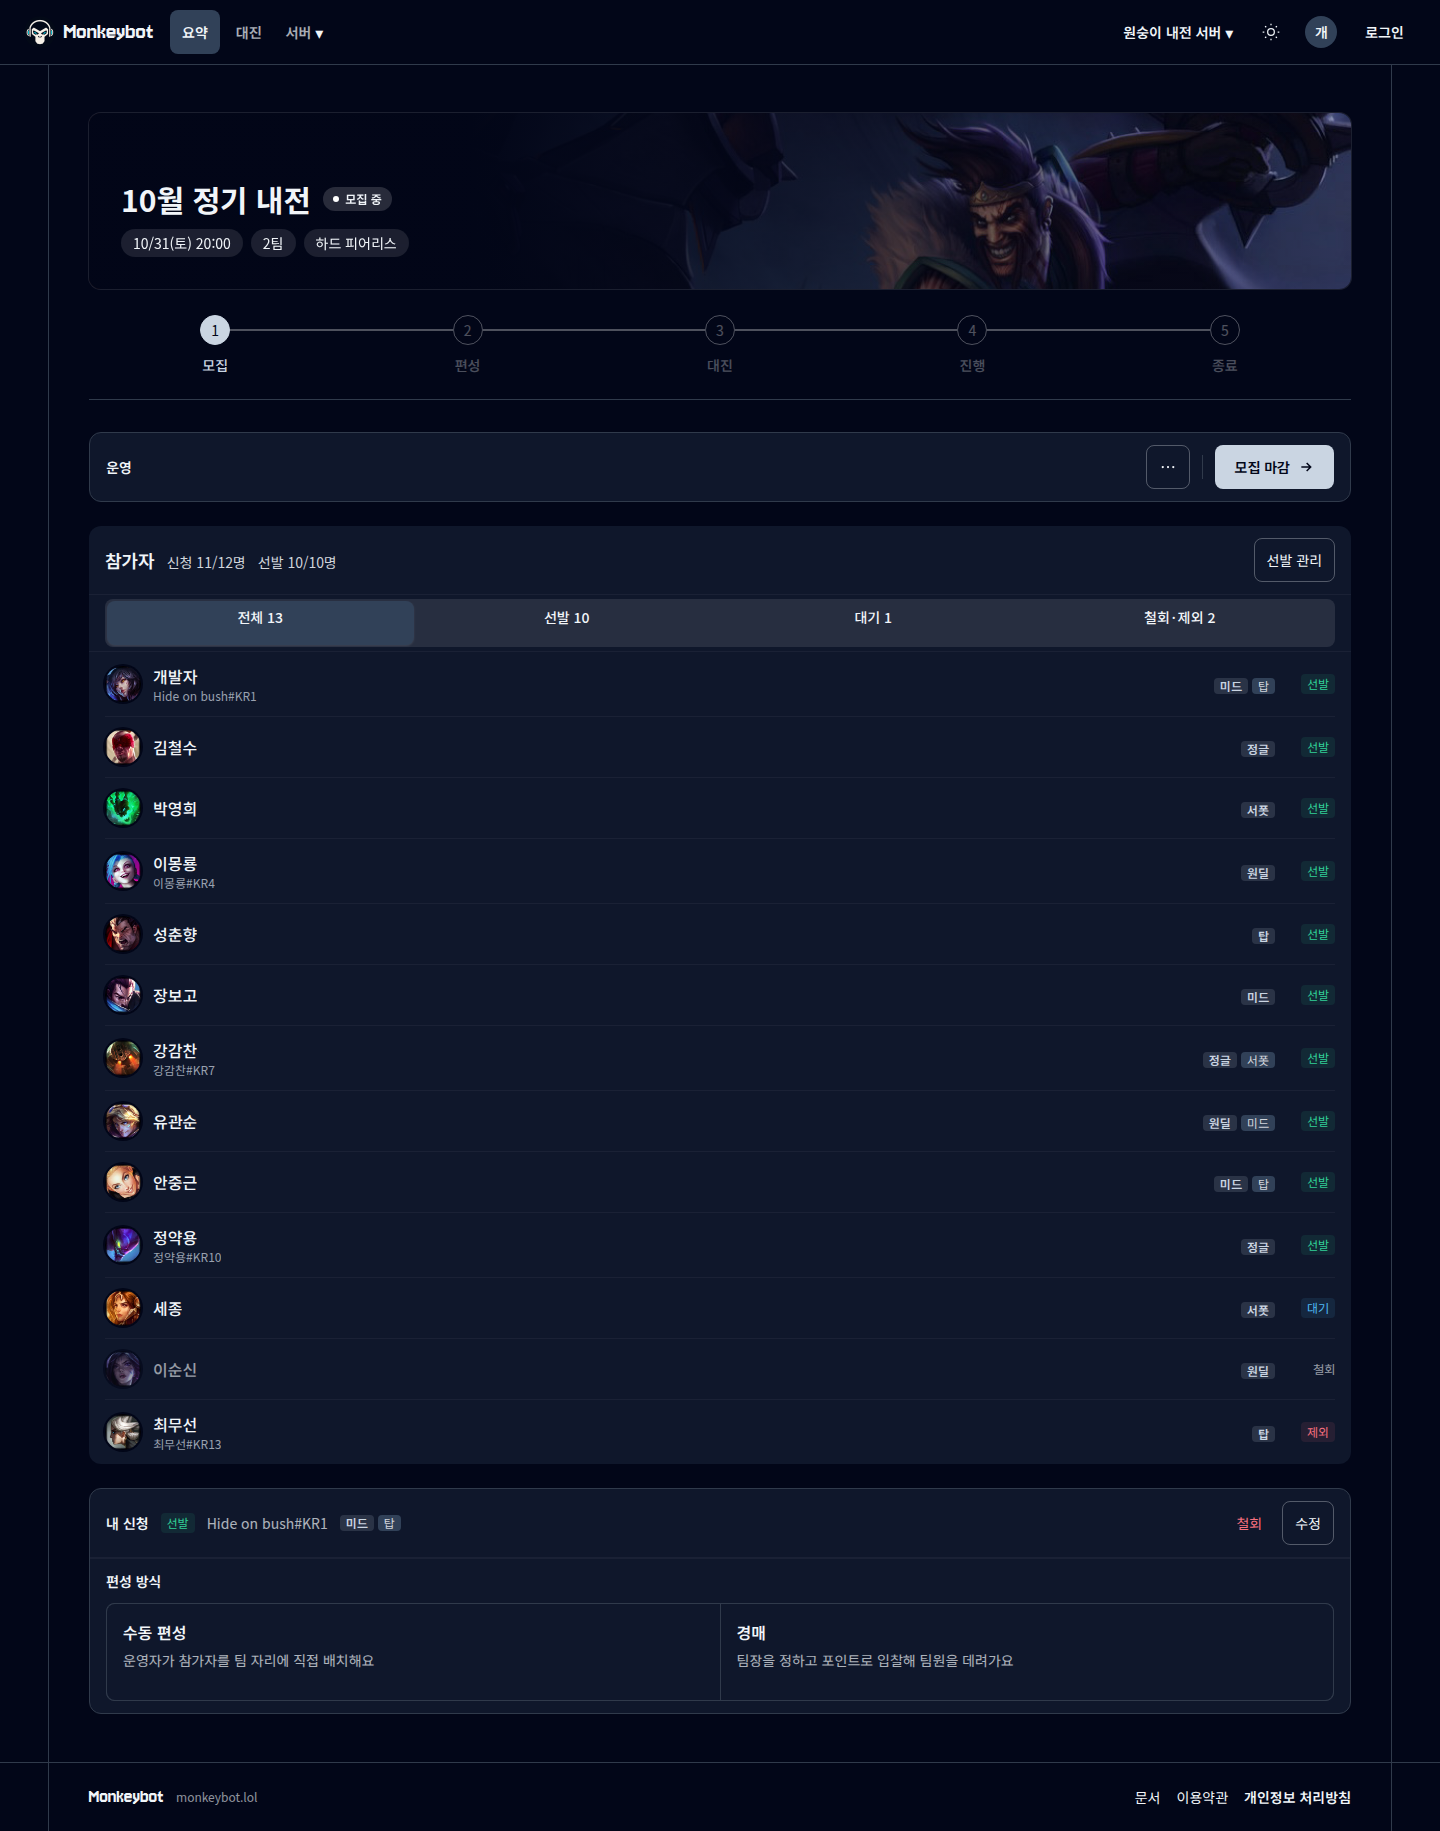 Monkeybot 요약 대진 서버 ▾ 원숭이 내전 서버 ▾ 개 로그인
10월 정기 내전 모집 중
10/31(토) 20:00 2팀 하드 피어리스
1 2 3 4 5
모집 편성 대진 진행 종료
운영 ... 모집 마감 →
참가자 신청 11/12명 선발 10/10명 선발 관리
전체 13 선발 10 대기 1 철회·제외 2
개발자 미드 탑 선발
Hide on bush#KR1
김철수 정글 선발
박영희 서폿 선발
이몽룡 원딜 선발
이몽룡#KR4
성춘향 탑 선발
장보고 미드 선발
강감찬 정글 서폿 선발
강감찬#KR7
유관순 원딜 미드 선발
안중근 미드 탑 선발
정약용 정글 선발
정약용#KR10
세종 서폿 대기
이순신 원딜 철회
최무선 탑 제외
최무선#KR13
내 신청 선발 Hide on bush#KR1 미드 탑 철회 수정
편성 방식
수동 편성 경매
운영자가 참가자를 팀 자리에 직접 배치해요 팀장을 정하고 포인트로 입찰해 팀원을 데려가요
Monkeybot monkeybot.lol 문서 이용약관 개인정보 처리방침